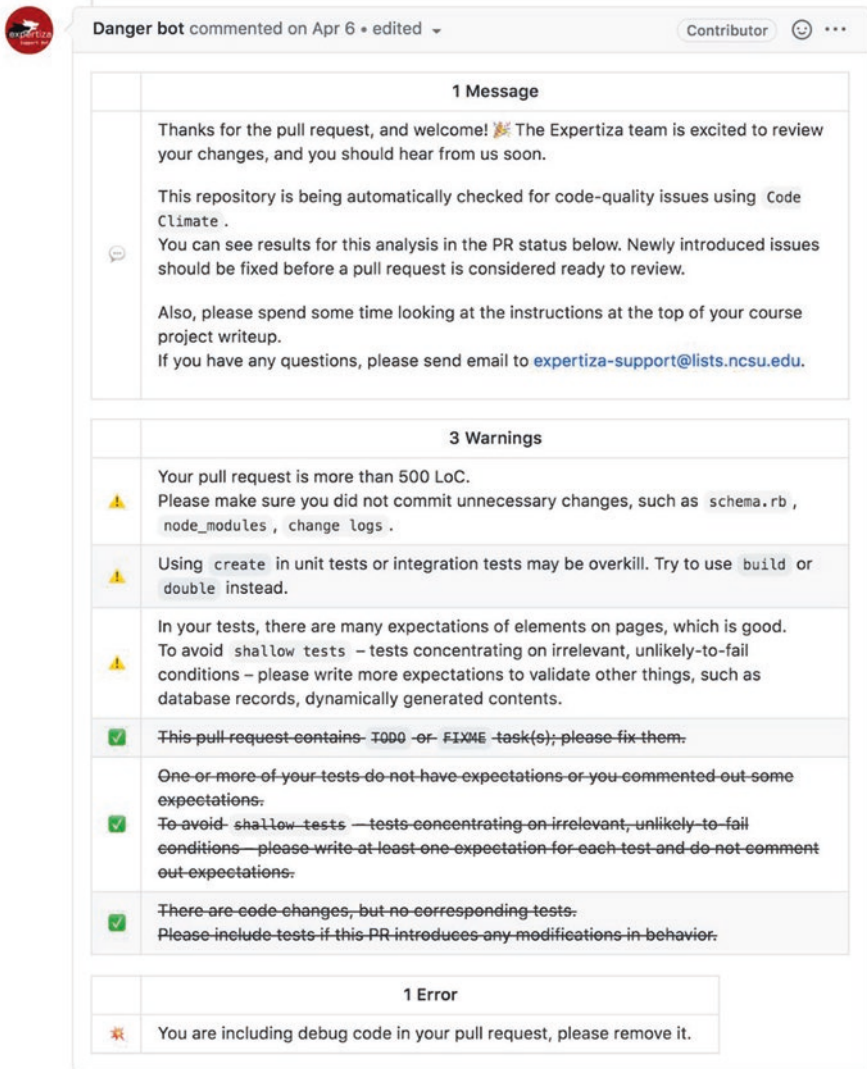 expertiza
Support Bot
Danger bot commented on Apr 6 • edited
Contributor
1 Message
Thanks for the pull request, and welcome! 🎉 The Expertiza team is excited to review
your changes, and you should hear from us soon.
This repository is being automatically checked for code-quality issues using Code
Climate .
You can see results for this analysis in the PR status below. Newly introduced issues
should be fixed before a pull request is considered ready to review.
Also, please spend some time looking at the instructions at the top of your course
project writeup.
If you have any questions, please send email to expertiza-support@lists.ncsu.edu.
3 Warnings
Your pull request is more than 500 LoC.
Please make sure you did not commit unnecessary changes, such as schema.rb ,
node_modules , change logs .
Using create in unit tests or integration tests may be overkill. Try to use build or
double instead.
In your tests, there are many expectations of elements on pages, which is good.
To avoid shallow tests – tests concentrating on irrelevant, unlikely-to-fail
conditions – please write more expectations to validate other things, such as
database records, dynamically generated contents.
This pull request contains TODO or FIXME task(s); please fix them.
One or more of your tests do not have expectations or you commented out some
expectations.
To avoid shallow tests – tests concentrating on irrelevant, unlikely-to-fail
conditions – please write at least one expectation for each test and do not comment
out expectations.
There are code changes, but no corresponding tests.
Please include tests if this PR introduces any modifications in behavior.
1 Error
You are including debug code in your pull request, please remove it.